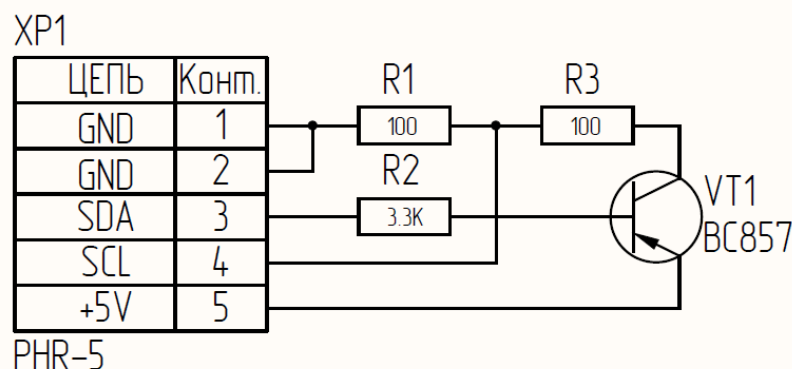 XP1
ЦЕПЬ Конт.
GND 1
GND 2
SDA 3
SCL 4
+5V 5
PHR-5
R1
100
R2
3.3K
R3
100
VT1
BC857